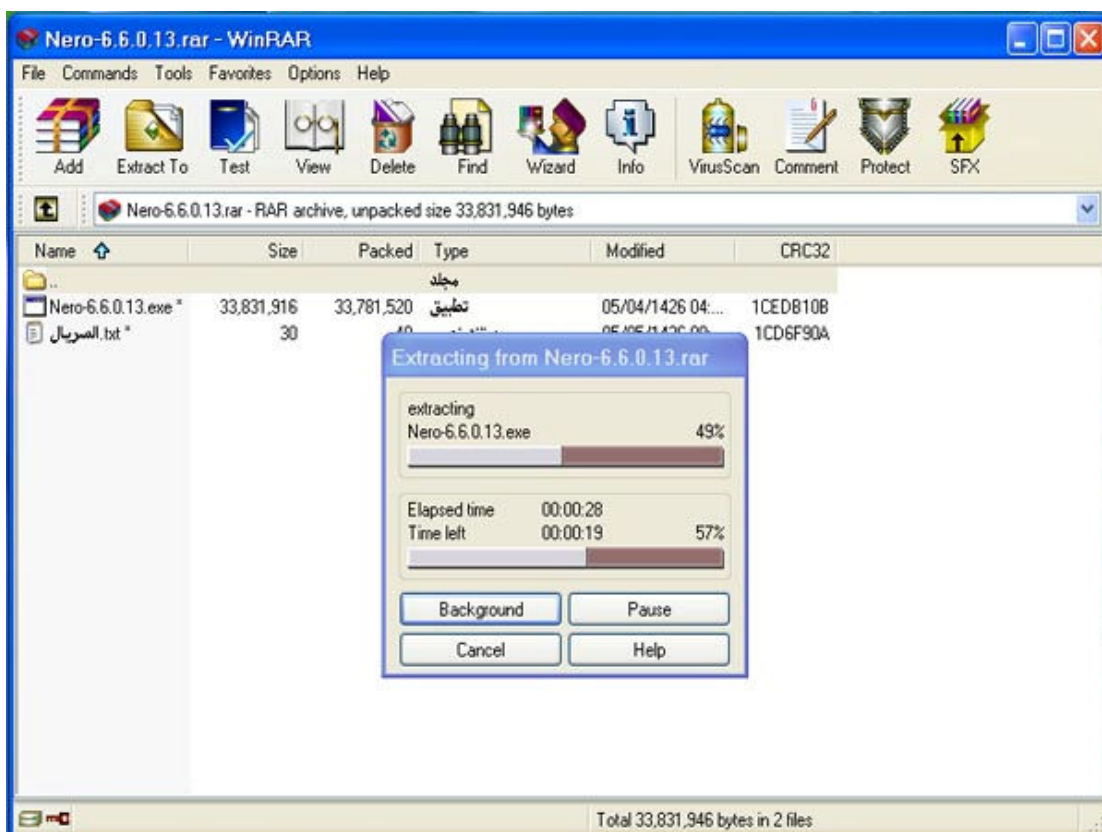 Nero-6.6.0.13.rar - WinRAR
File Commands Tools Favorites Options Help
Add Extract To Test View Delete Find Wizard Info VirusScan Comment Protect SFX
Nero-6.6.0.13.rar - RAR archive, unpacked size 33,831,946 bytes
Name Size Packed Type Modified CRC32
.. مجلد
Nero-6.6.0.13.exe * 33,831,916 33,781,520 تطبيق 05/04/1426 04:... 1CEDB10B
السريال.txt * 30 1CD6F90A
Extracting from Nero-6.6.0.13.rar
extracting
Nero-6.6.0.13.exe 49%
Elapsed time 00:00:28
Time left 00:00:19 57%
Background Pause
Cancel Help
Total 33,831,946 bytes in 2 files